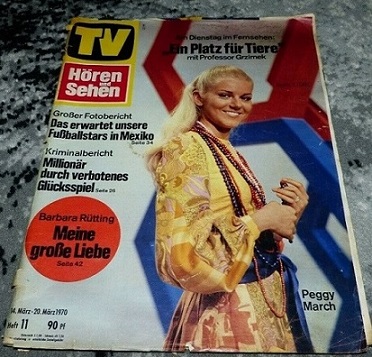 TV
Hören
und
Sehen
Am Dienstag im Fernsehen:
"Ein Platz für Tiere"
mit Professor Grzimek
Großer Fotobericht
Das erwartet unsere
Fußballstars in Mexiko
Seite 34
Kriminalbericht
Millionär
durch verbotenes
Glücksspiel Seite 26
Barbara Rütting
Meine
große Liebe
Seite 42
14. März-20. März 1970
Heft 11 90 Pf
Peggy
March